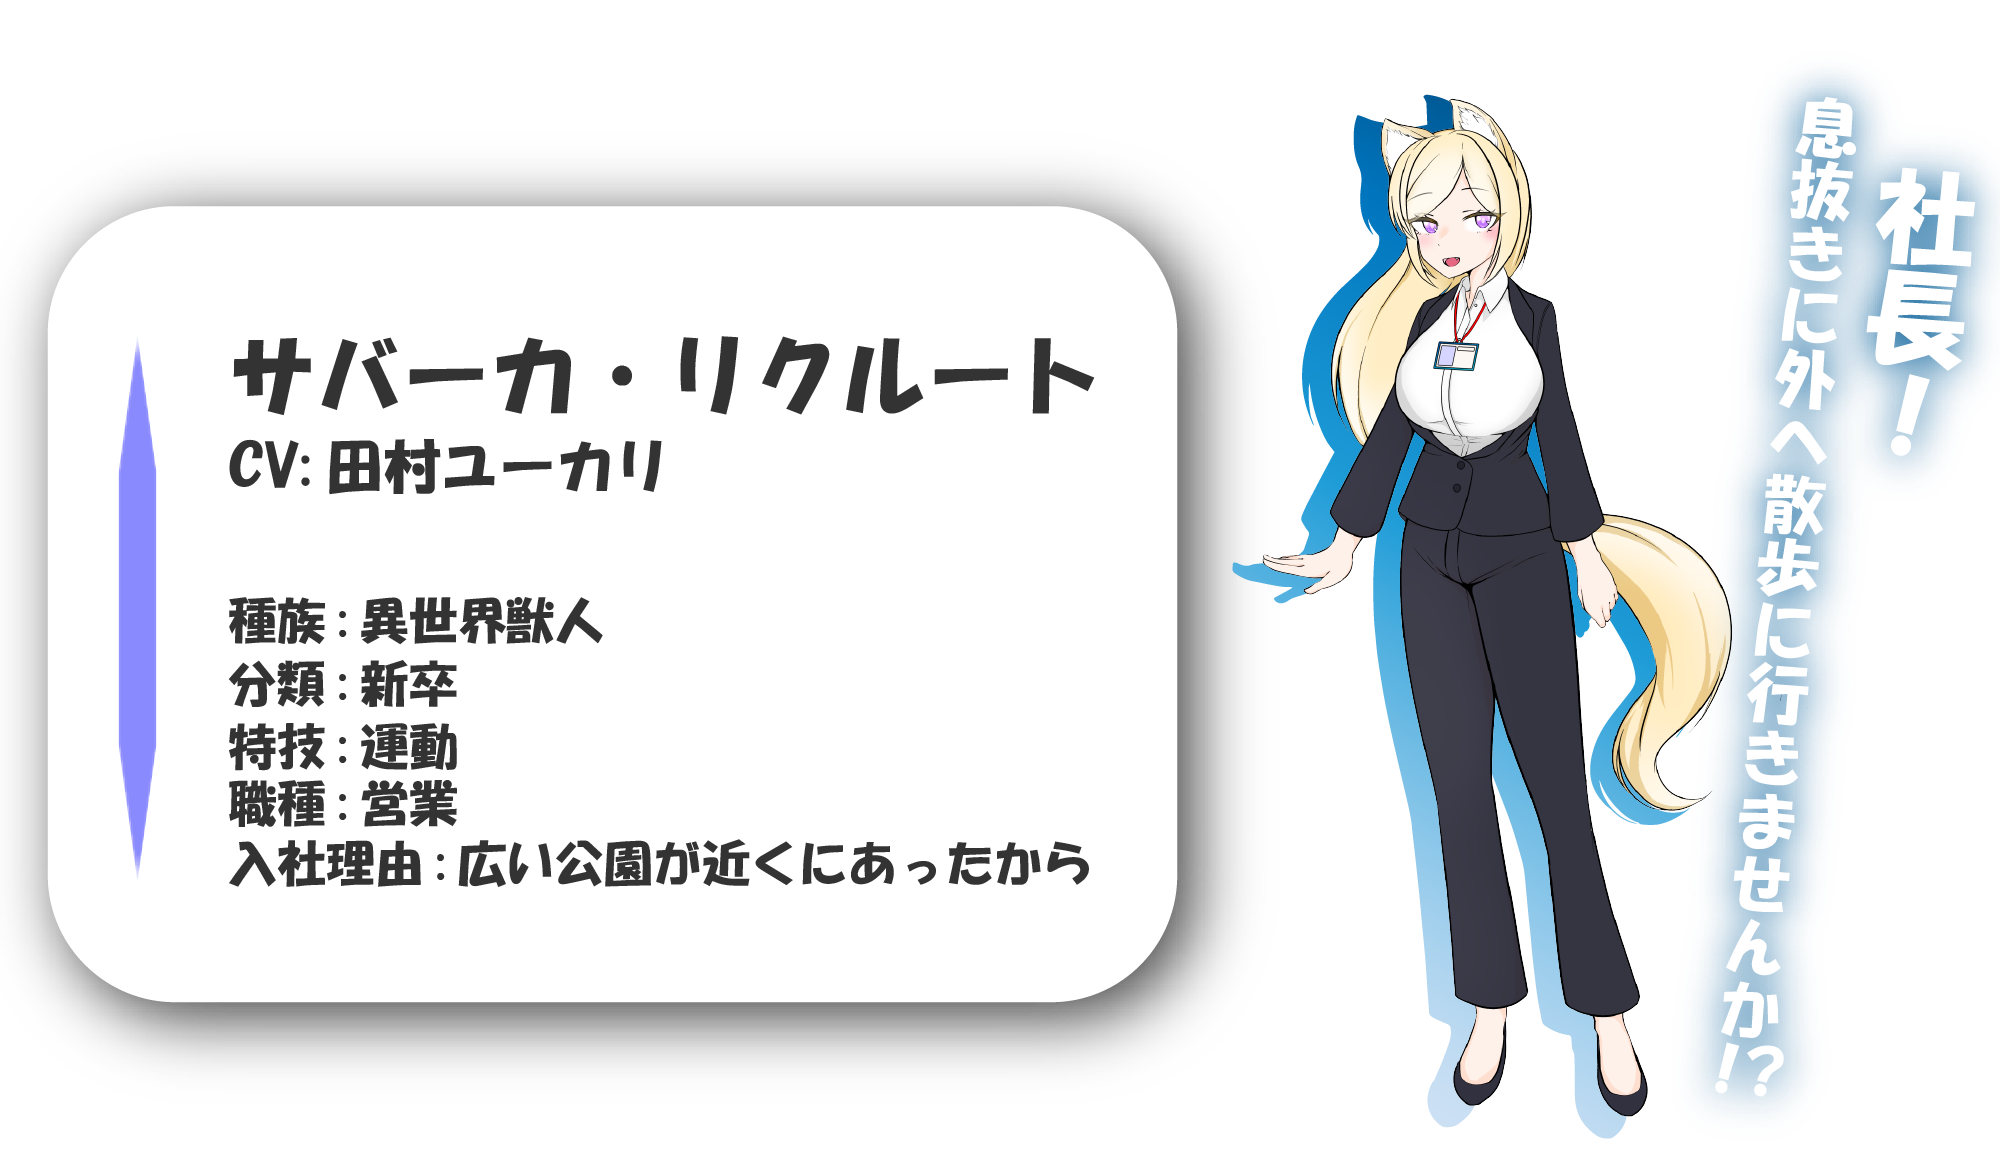 サバーカ・リクルート
CV: 田村ユーカリ
種族 : 異世界獣人
分類 : 新卒
特技 : 運動
職種 : 営業
入社理由 : 広い公園が近くにあったから
社長！
息抜きに外へ散歩に行きませんか!?